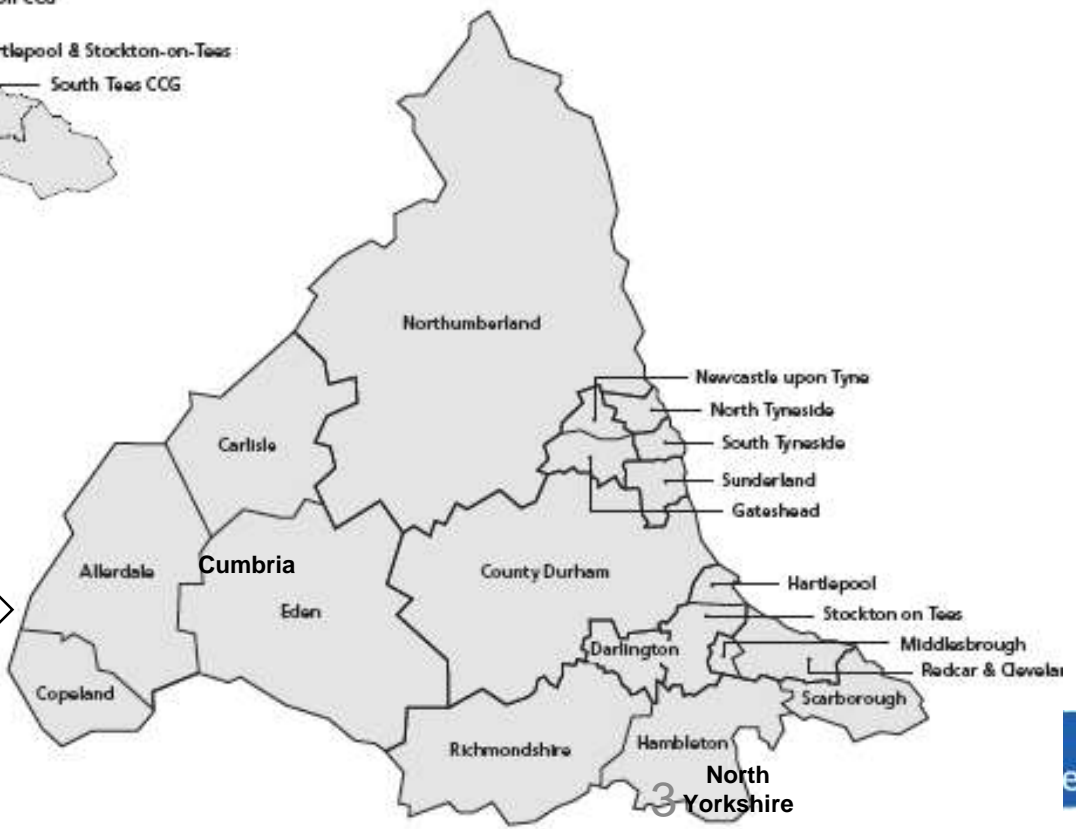 rtlepool & Stockton-on-Tees
South Tees CCG
Northumberland
Newcastle upon Tyne
North Tyneside
Carlisle
South Tyneside
Sunderland
Gateshead
Cumbria
Allerdale
County Durham
Hartlepool
Eden
Stockton on Tees
Darlington
Middlesbrough
Redcar & Clevelan
Copeland
Scarborough
Richmondshire
Hambleton
North
Yorkshire
3
e